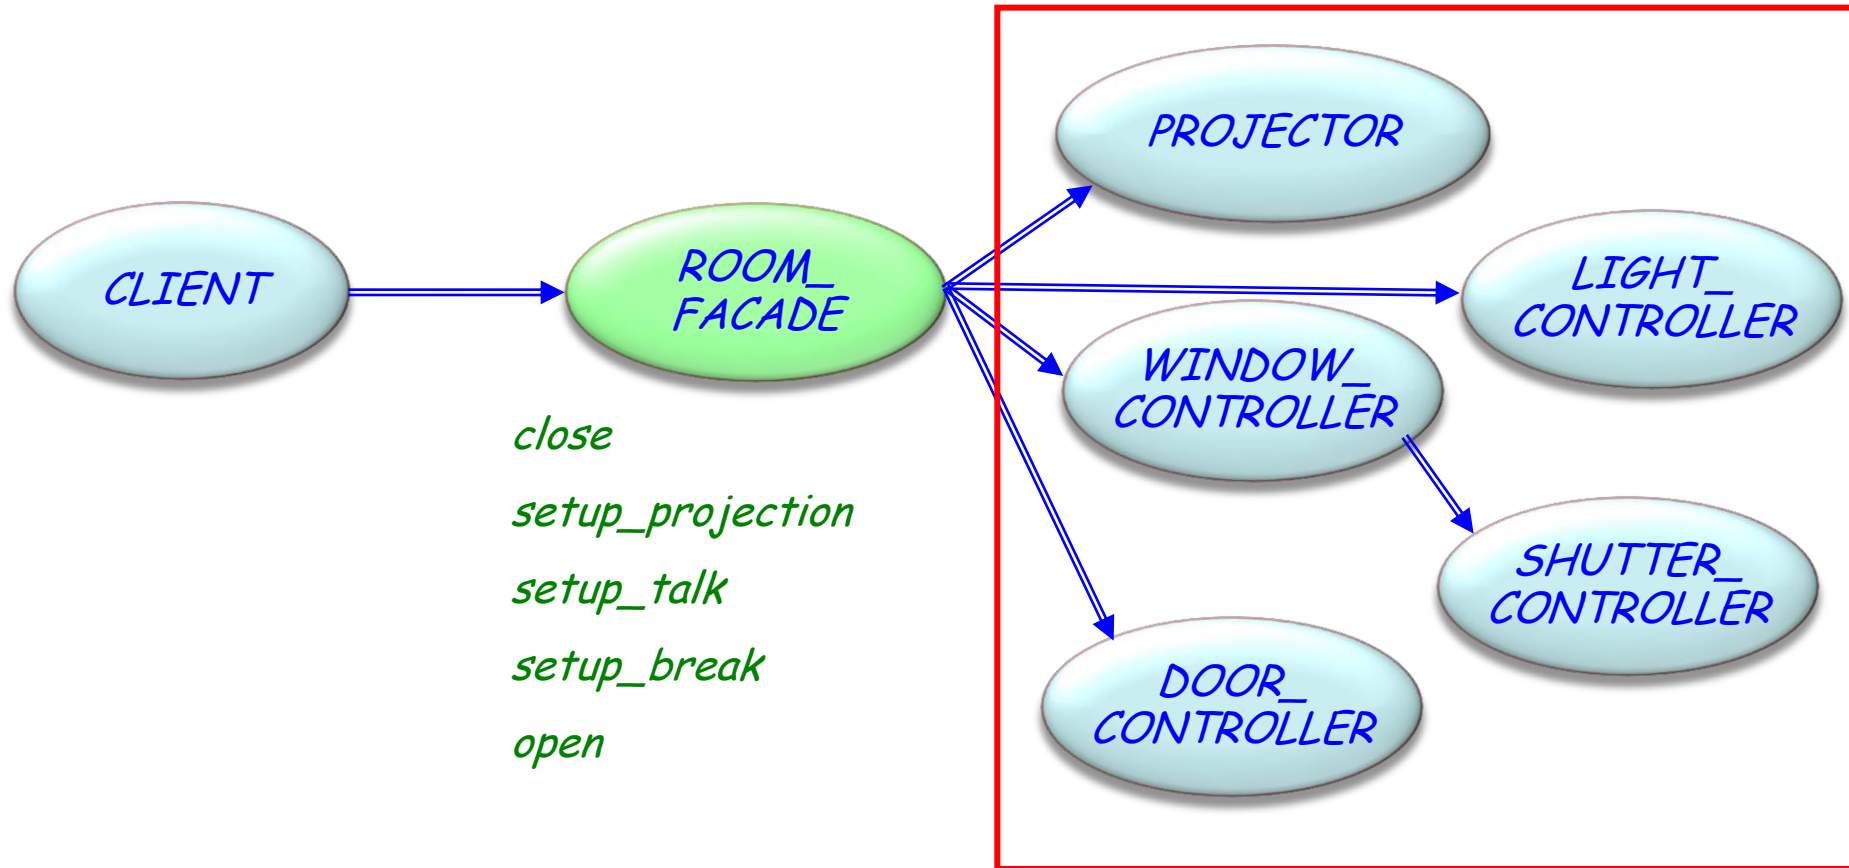 PROJECTOR
CLIENT
ROOM_
FACADE
LIGHT_
CONTROLLER
WINDOW_
CONTROLLER
close
setup_projection
setup_talk
setup_break
open
SHUTTER_
CONTROLLER
DOOR_
CONTROLLER